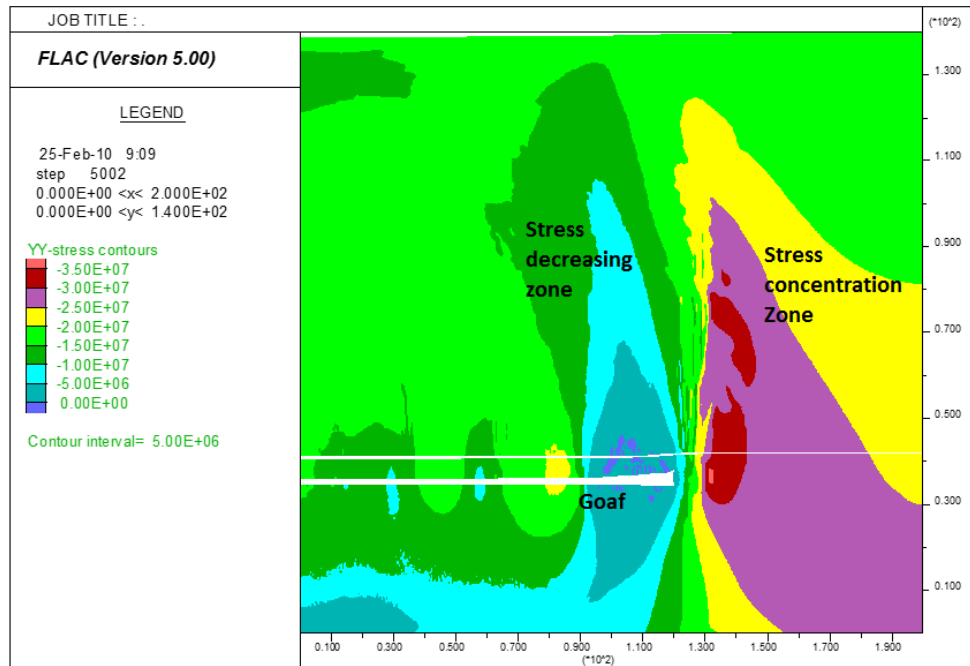 JOB TITLE : .
FLAC (Version 5.00)
LEGEND
25-Feb-10 9:09
step 5002
0.000E+00 <x< 2.000E+02
0.000E+00 <y< 1.400E+02
YY-stress contours
-3.50E+07
-3.00E+07
-2.50E+07
-2.00E+07
-1.50E+07
-1.00E+07
-5.00E+06
0.00E+00
Contour interval= 5.00E+06
Stress
decreasing
zone
Stress
concentration
Zone
Goaf
(*10^2)
1.300
1.100
0.900
0.700
0.500
0.300
0.100
0.100 0.300 0.500 0.700 0.900 1.100 1.300 1.500 1.700 1.900
(*10^2)